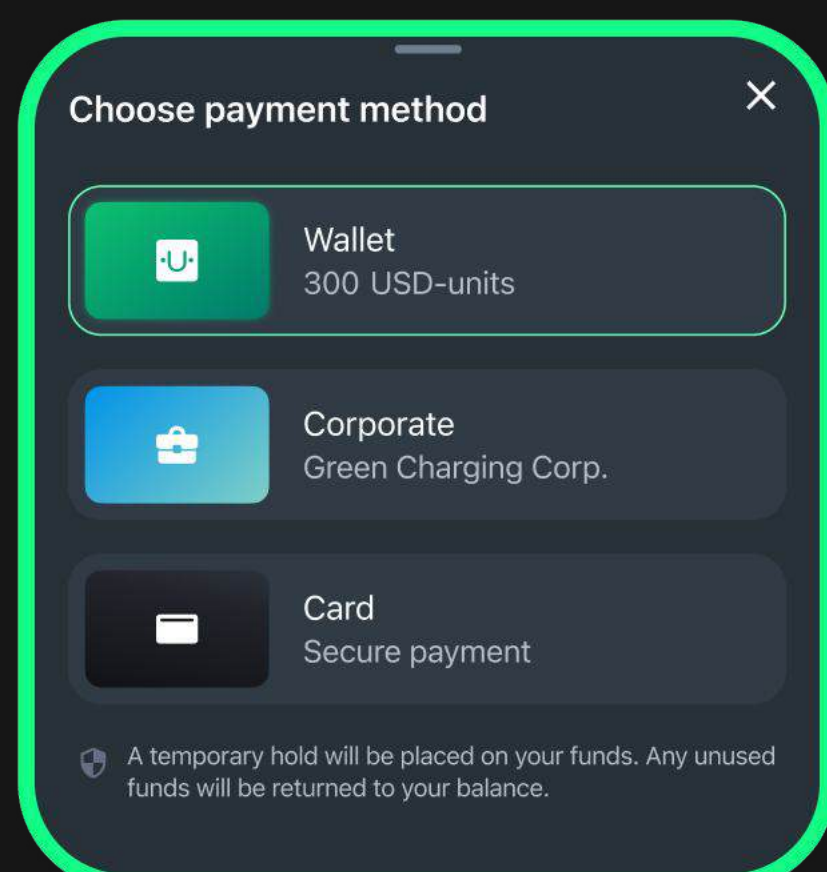 Choose payment method
·U·
Wallet
300 USD-units
Corporate
Green Charging Corp.
Card
Secure payment
A temporary hold will be placed on your funds. Any unused
funds will be returned to your balance.